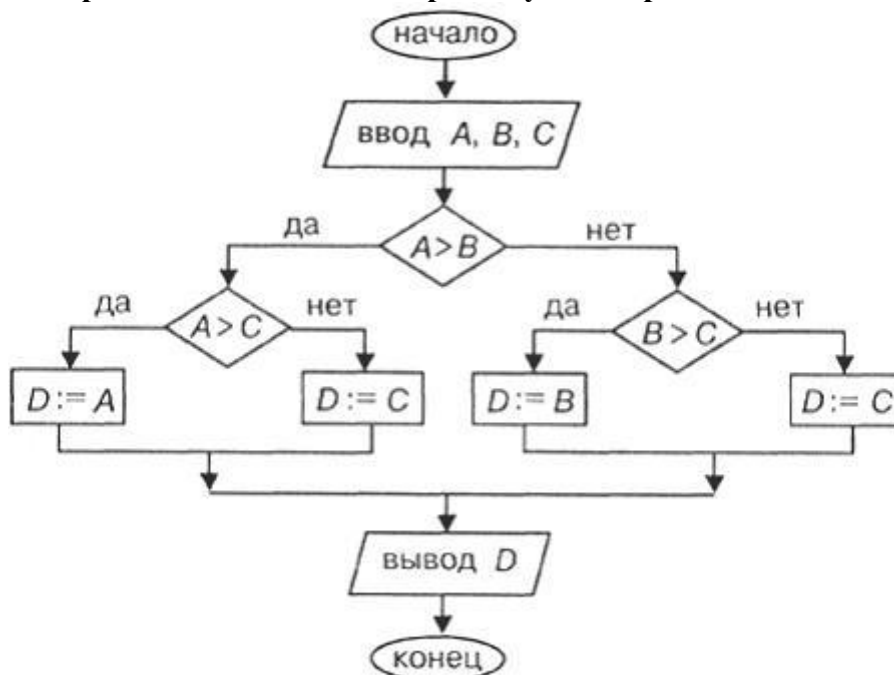 начало
ввод A, B, C
да A>B нет
да A>C нет да B>C нет
D:=A D:=C D:=B D:=C
вывод D
конец